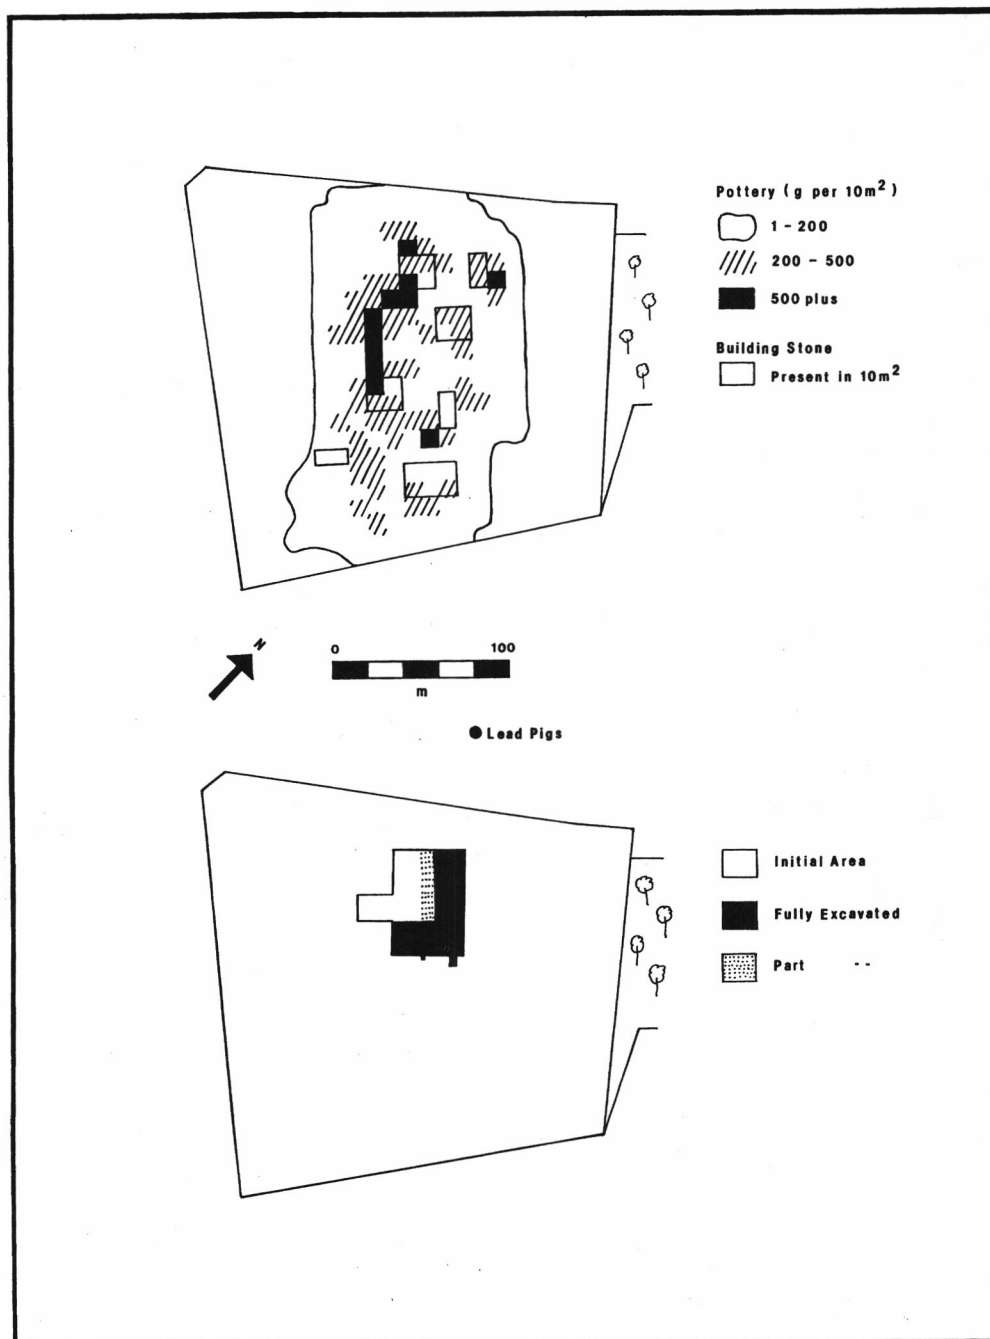 Pottery (g per 10m²)
1 - 200
200 - 500
500 plus
Building Stone
Present in 10m²
N
0 100
m
Lead Pigs
Initial Area
Fully Excavated
Part --